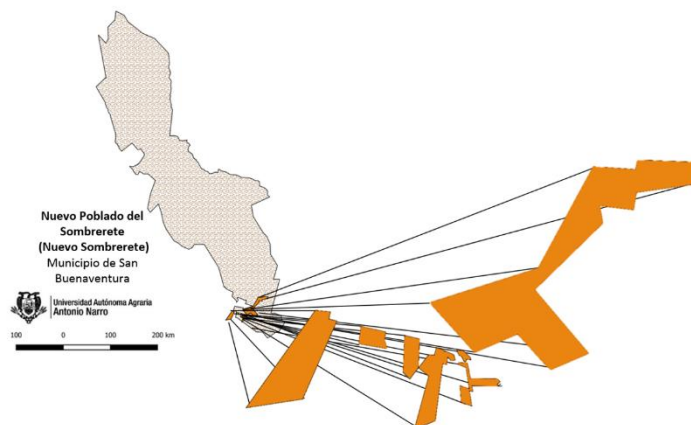 Nuevo Poblado del
Sombrerete
(Nuevo Sombrerete)
Municipio de San
Buenaventura
Universidad Autónoma Agraria
Antonio Narro
100 0 100 200 km